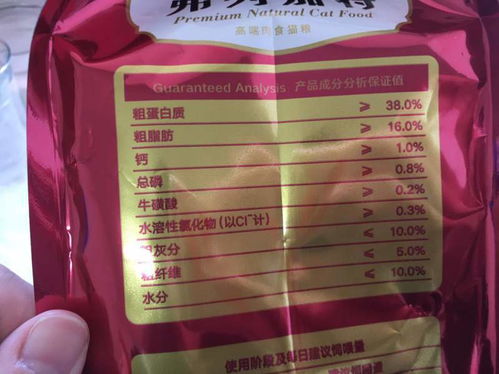 Premium Natural Cat Food
高端肉食猫粮
Guaranteed Analysis 产品成分分析保证值
粗蛋白质 ≥ 38.0%
粗脂肪 ≥ 16.0%
钙 ≥ 1.0%
总磷 ≥ 0.8%
牛磺酸 ≥ 0.2%
水溶性氯化物(以Cl⁻计) ≥ 0.3%
粗灰分 ≤ 10.0%
粗纤维 ≤ 5.0%
水分 ≤ 10.0%
使用阶段及每日建议饲喂量